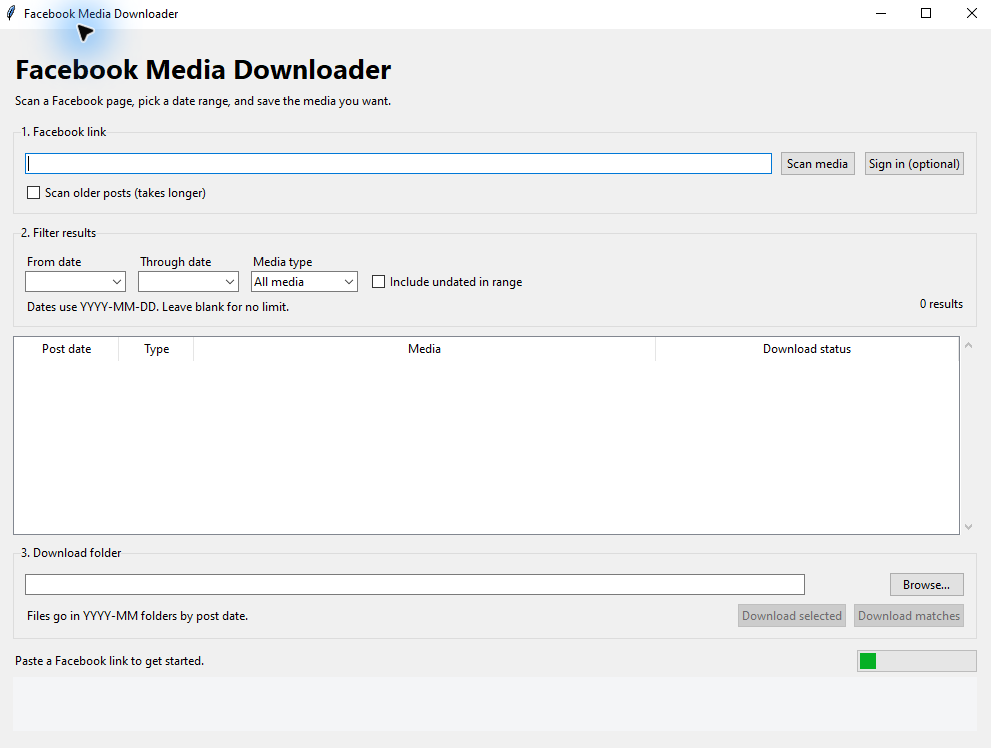 Facebook Media Downloader
Facebook Media Downloader
Scan a Facebook page, pick a date range, and save the media you want.
1. Facebook link
Scan media
Sign in (optional)
Scan older posts (takes longer)
2. Filter results
From date
Through date
Media type
All media
Include undated in range
Dates use YYYY-MM-DD. Leave blank for no limit.
0 results
Post date
Type
Media
Download status
3. Download folder
Browse...
Files go in YYYY-MM folders by post date.
Download selected
Download matches
Paste a Facebook link to get started.